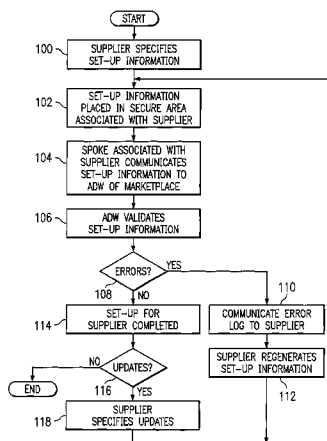 START
100
SUPPLIER SPECIFIES
SET-UP INFORMATION
102
SET-UP INFORMATION
PLACED IN SECURE AREA
ASSOCIATED WITH SUPPLIER
104
SPOKE ASSOCIATED WITH
SUPPLIER COMMUNICATES
SET-UP INFORMATION TO
ADW OF MARKETPLACE
106
ADW VALIDATES
SET-UP INFORMATION
ERRORS?
YES
108
NO
110
114
SET-UP FOR
SUPPLIER COMPLETED
COMMUNICATE ERROR
LOG TO SUPPLIER
NO
UPDATES?
SUPPLIER REGENERATES
SET-UP INFORMATION
END
116
YES
112
118
SUPPLIER
SPECIFIES UPDATES